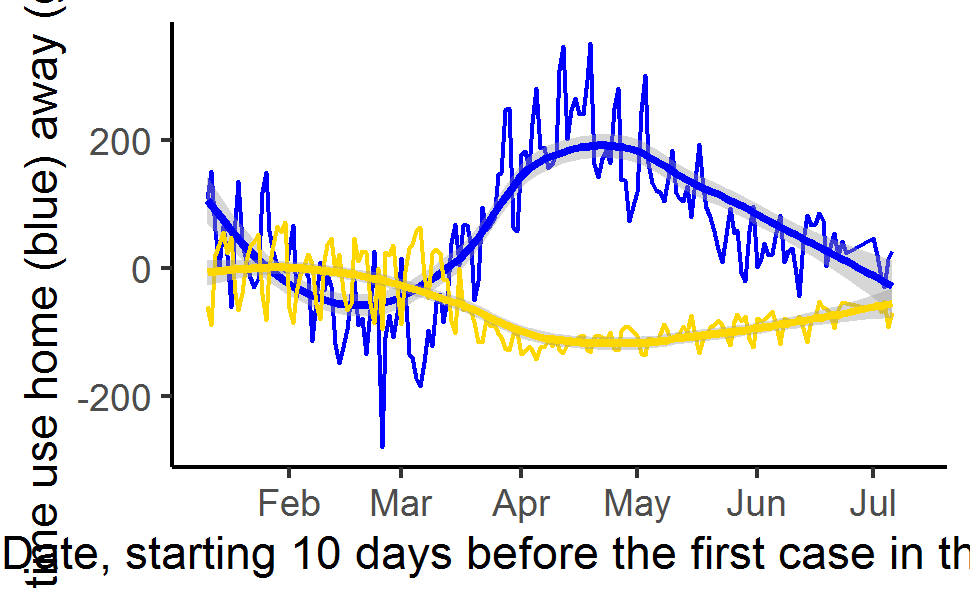 time use home (blue) away (
200
0
-200
Feb Mar Apr May Jun Jul
Date, starting 10 days before the first case in th